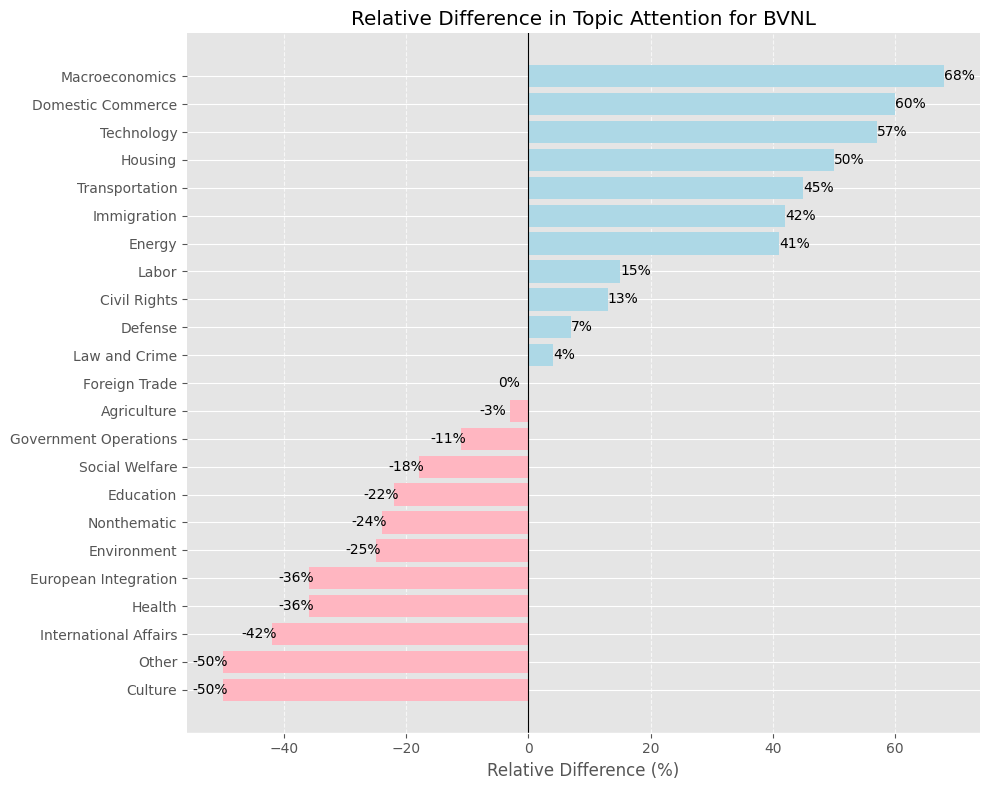 Relative Difference in Topic Attention for BVNL
Macroeconomics 68%
Domestic Commerce 60%
Technology 57%
Housing 50%
Transportation 45%
Immigration 42%
Energy 41%
Labor 15%
Civil Rights 13%
Defense 7%
Law and Crime 4%
Foreign Trade 0%
Agriculture -3%
Government Operations -11%
Social Welfare -18%
Education -22%
Nonthematic -24%
Environment -25%
European Integration -36%
Health -36%
International Affairs -42%
Other -50%
Culture -50%
−40 −20 0 20 40 60
Relative Difference (%)